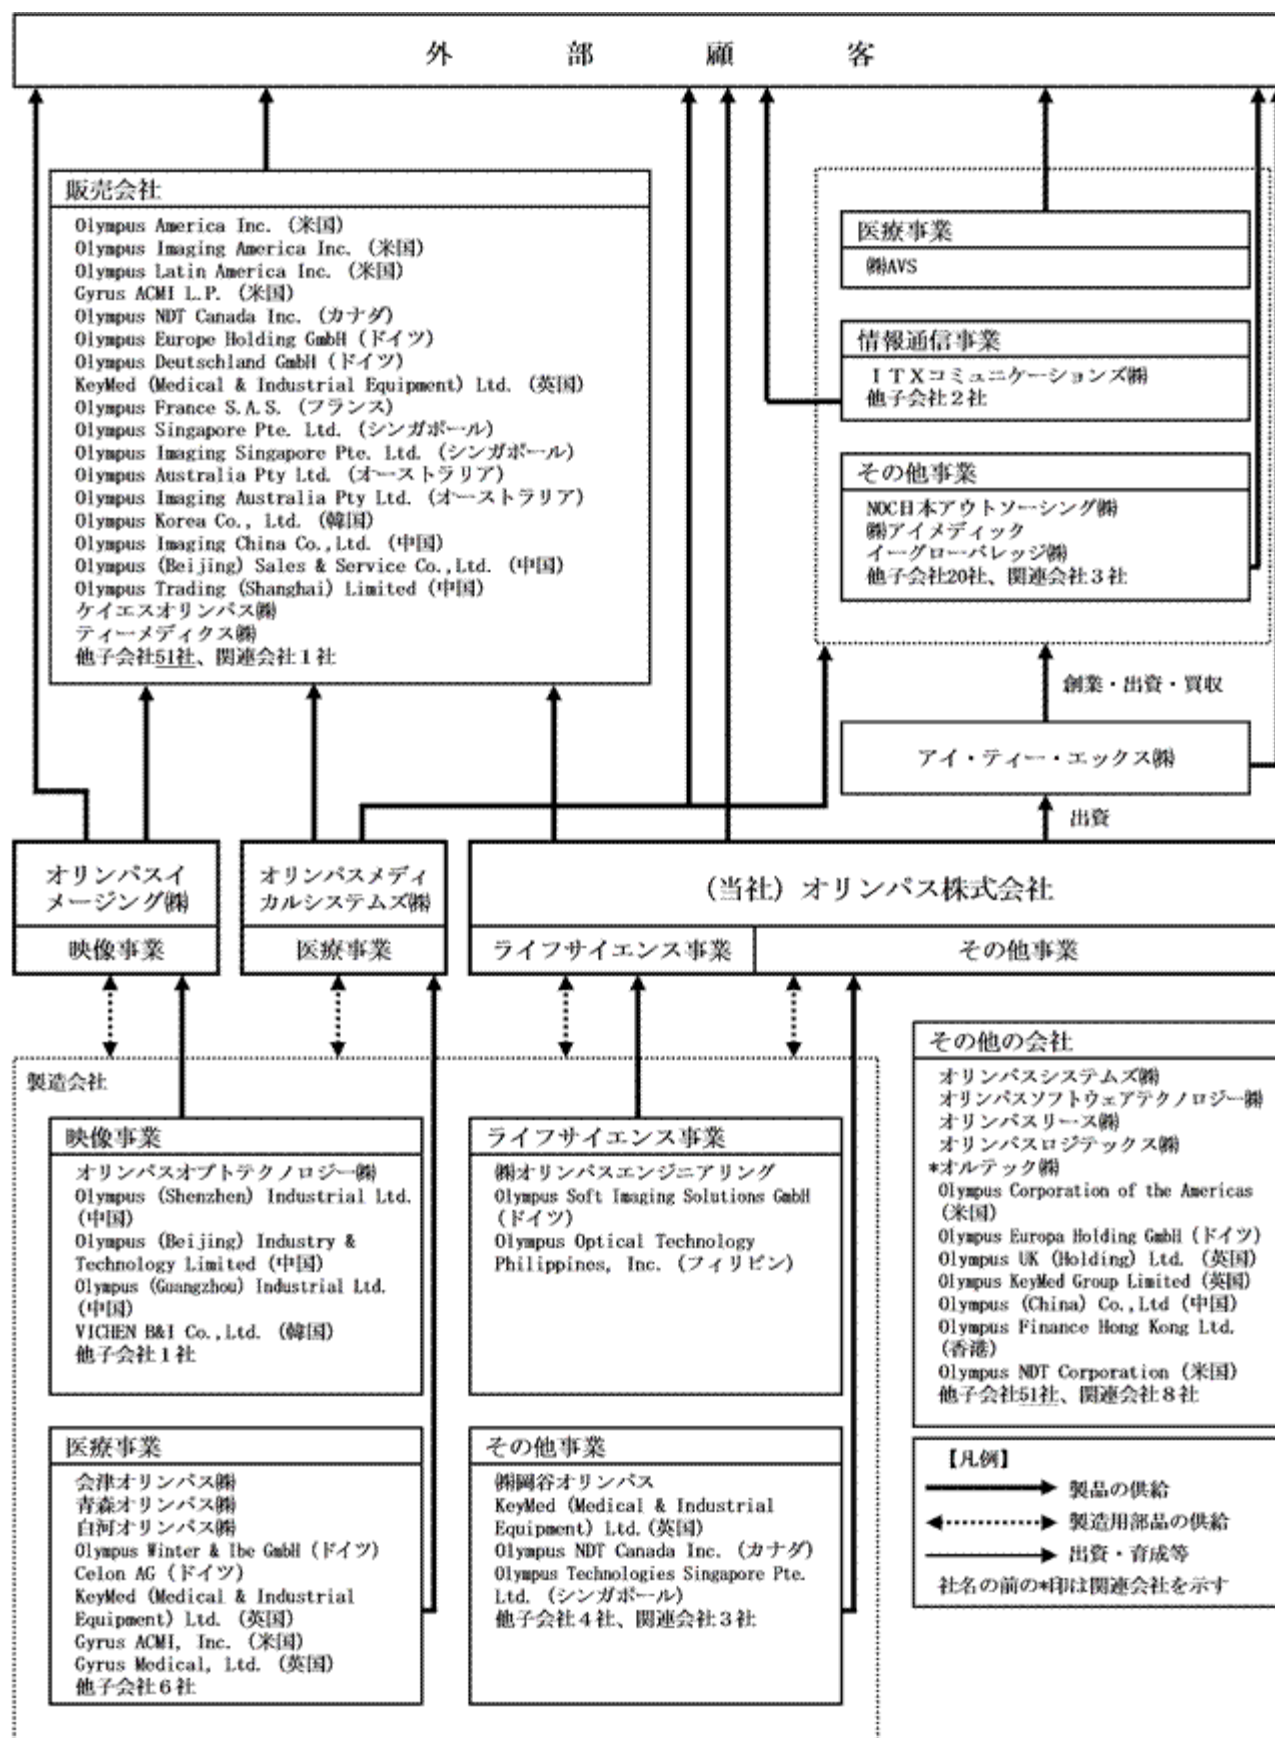 外部顧客
販売会社
Olympus America Inc. (米国)
Olympus Imaging America Inc. (米国)
Olympus Latin America Inc. (米国)
Gyrus ACMI L.P. (米国)
Olympus NDT Canada Inc. (カナダ)
Olympus Europe Holding GmbH (ドイツ)
Olympus Deutschland GmbH (ドイツ)
KeyMed (Medical & Industrial Equipment) Ltd. (英国)
Olympus France S.A.S. (フランス)
Olympus Singapore Pte. Ltd. (シンガポール)
Olympus Imaging Singapore Pte. Ltd. (シンガポール)
Olympus Australia Pty Ltd. (オーストラリア)
Olympus Imaging Australia Pty Ltd. (オーストラリア)
Olympus Korea Co., Ltd. (韓国)
Olympus Imaging China Co.,Ltd. (中国)
Olympus (Beijing) Sales & Service Co.,Ltd. (中国)
Olympus Trading (Shanghai) Limited (中国)
ケイエスオリンパス㈱
ティーメディクス㈱
他子会社51社、関連会社1社
医療事業
㈱AVS
情報通信事業
ITXコミュニケーションズ㈱
他子会社2社
その他事業
NOC日本アウトソーシング㈱
㈱アイメディック
イーグローバレッジ㈱
他子会社20社、関連会社3社
創業・出資・買収
アイ・ティー・エックス㈱
出資
オリンパスイ
メージング㈱
映像事業
オリンパスメディ
カルシステムズ㈱
医療事業
(当社) オリンパス株式会社
ライフサイエンス事業
その他事業
製造会社
映像事業
オリンパスオプトテクノロジー㈱
Olympus (Shenzhen) Industrial Ltd.
(中国)
Olympus (Beijing) Industry &
Technology Limited (中国)
Olympus (Guangzhou) Industrial Ltd.
(中国)
VICHEN B&I Co.,Ltd. (韓国)
他子会社1社
ライフサイエンス事業
㈱オリンパスエンジニアリング
Olympus Soft Imaging Solutions GmbH
(ドイツ)
Olympus Optical Technology
Philippines, Inc. (フィリピン)
医療事業
会津オリンパス㈱
青森オリンパス㈱
白河オリンパス㈱
Olympus Winter & Ibe GmbH (ドイツ)
Celon AG (ドイツ)
KeyMed (Medical & Industrial
Equipment) Ltd. (英国)
Gyrus ACMI, Inc. (米国)
Gyrus Medical, Ltd. (英国)
他子会社6社
その他事業
㈱岡谷オリンパス
KeyMed (Medical & Industrial
Equipment) Ltd. (英国)
Olympus NDT Canada Inc. (カナダ)
Olympus Technologies Singapore Pte.
Ltd. (シンガポール)
他子会社4社、関連会社3社
その他の会社
オリンパスシステムズ㈱
オリンパスソフトウェアテクノロジー㈱
オリンパスリース㈱
オリンパスロジテックス㈱
*オルテック㈱
Olympus Corporation of the Americas
(米国)
Olympus Europa Holding GmbH (ドイツ)
Olympus UK (Holding) Ltd. (英国)
Olympus KeyMed Group Limited (英国)
Olympus (China) Co.,Ltd (中国)
Olympus Finance Hong Kong Ltd.
(香港)
Olympus NDT Corporation (米国)
他子会社51社、関連会社8社
【凡例】
製品の供給
製造用部品の供給
出資・育成等
社名の前の*印は関連会社を示す